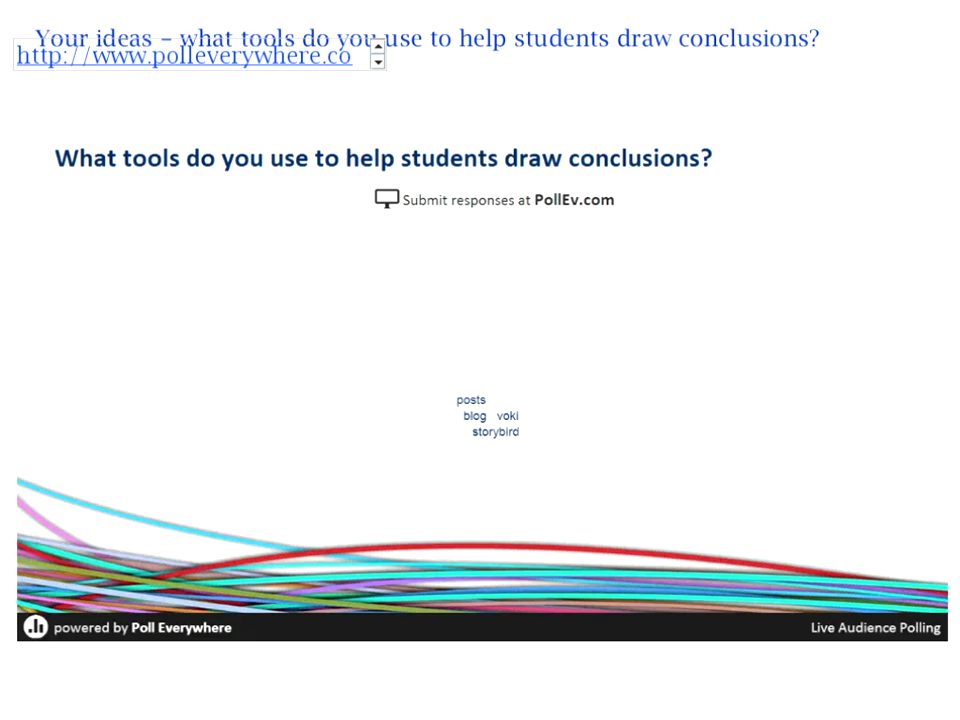 Your ideas – what tools do you use to help students draw conclusions?
http://www.polleverywhere.co
What tools do you use to help students draw conclusions?
Submit responses at PollEv.com
posts
blog voki
storybird
powered by Poll Everywhere
Live Audience Polling